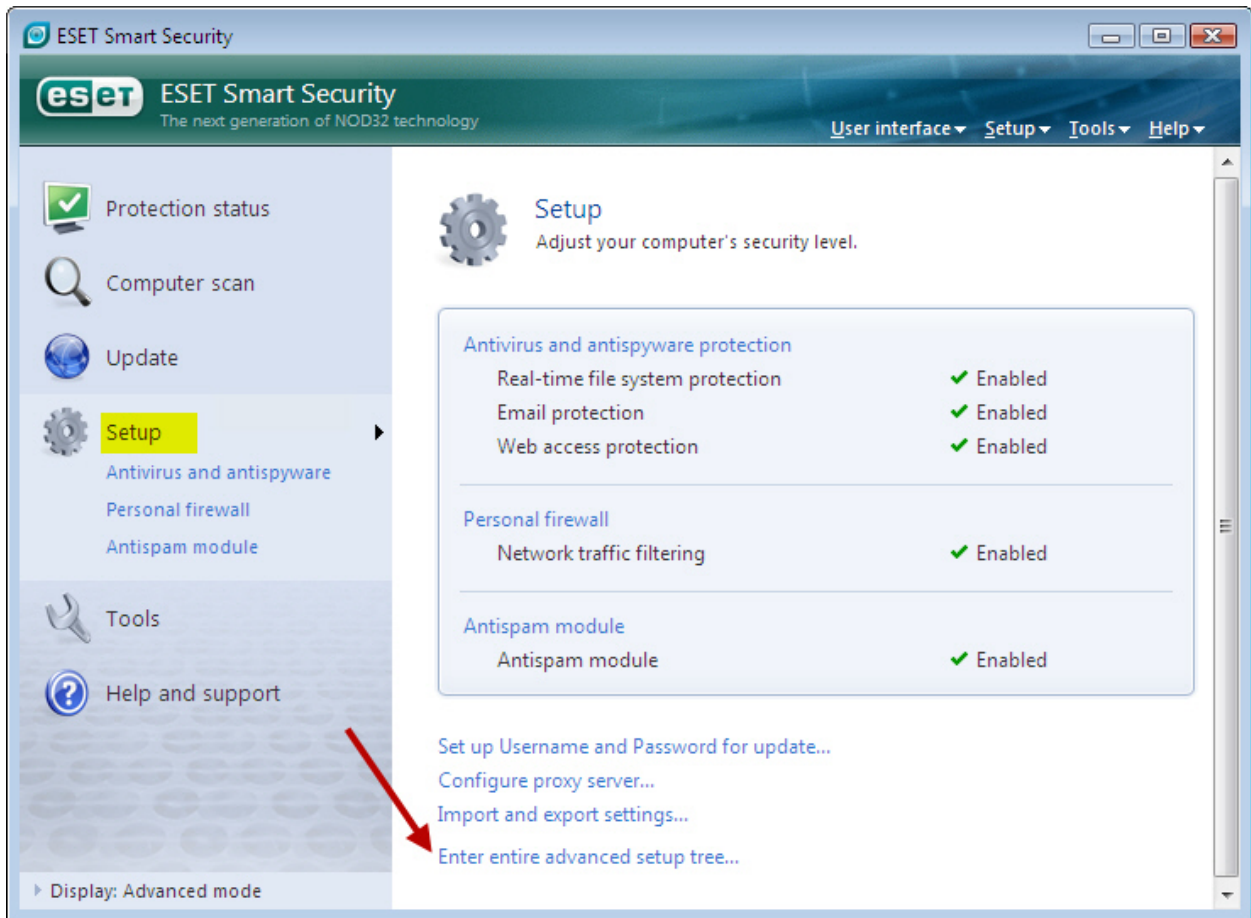 ESET Smart Security
eset ESET Smart Security
The next generation of NOD32 technology
User interface Setup Tools Help
Protection status
Computer scan
Update
Setup
Antivirus and antispyware
Personal firewall
Antispam module
Tools
Help and support
Display: Advanced mode
Setup
Adjust your computer's security level.
Antivirus and antispyware protection
Real-time file system protection Enabled
Email protection Enabled
Web access protection Enabled
Personal firewall
Network traffic filtering Enabled
Antispam module
Antispam module Enabled
Set up Username and Password for update...
Configure proxy server...
Import and export settings...
Enter entire advanced setup tree...